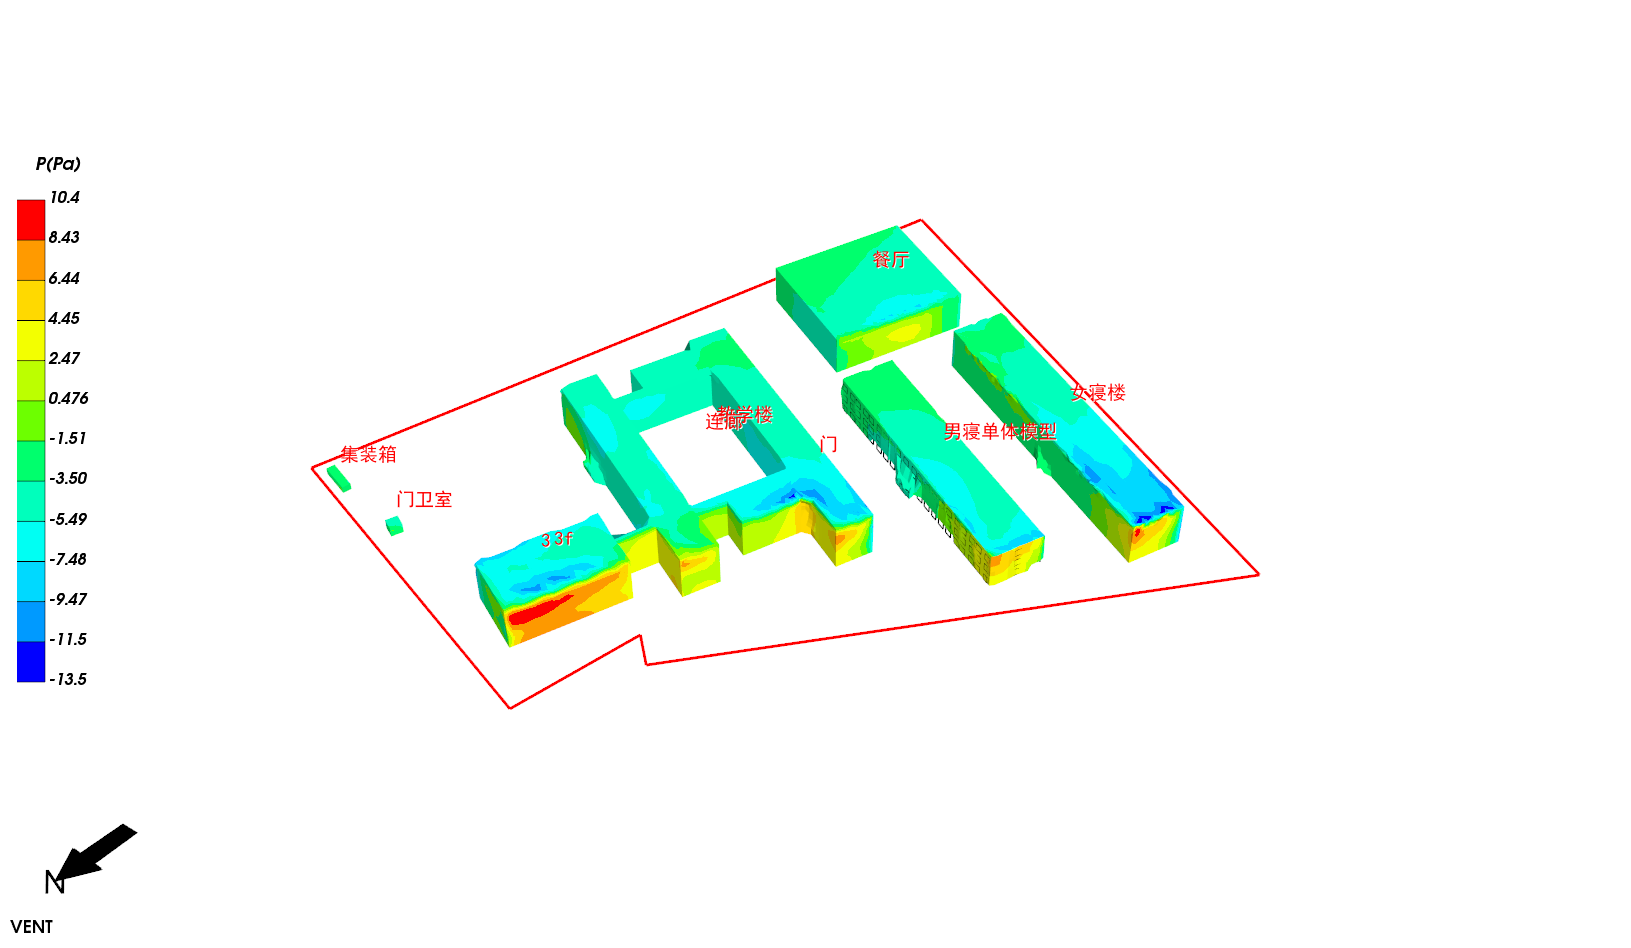 P(Pa)
10.4
8.43
6.44
4.45
2.47
0.476
-1.51
-3.50
-5.49
-7.48
-9.47
-11.5
-13.5
餐厅
女寝楼
教学楼
连廊
男寝单体模型
门
集装箱
门卫室
3
3f
N
VENT